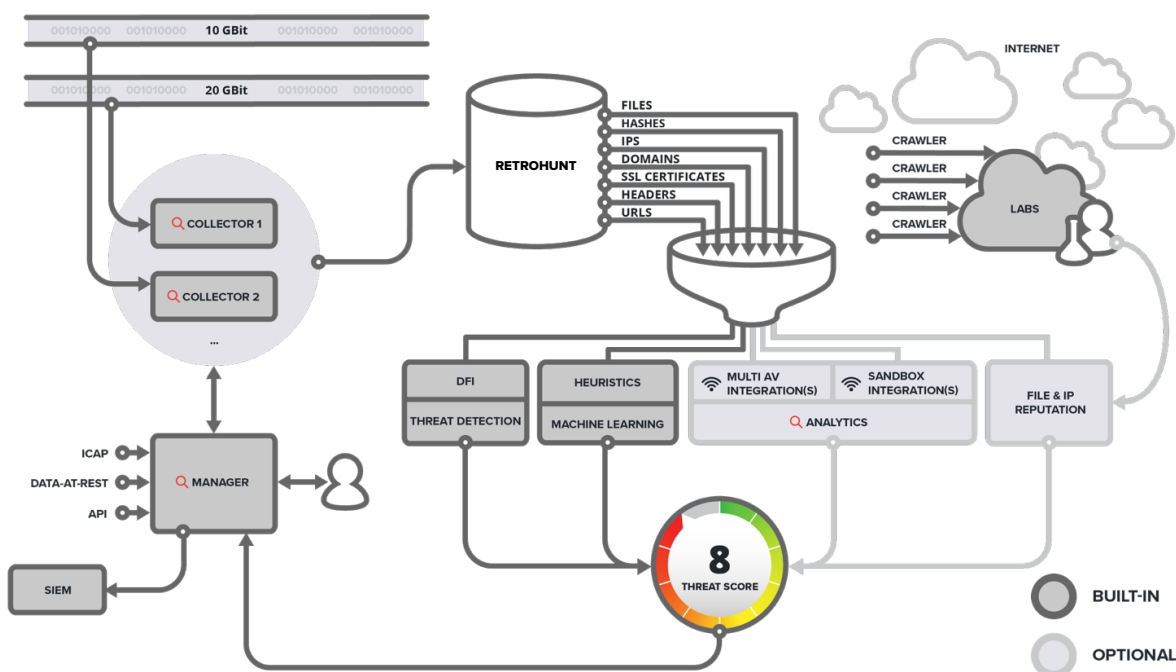 001010000 001010000 10 GBit 001010000 001010000
001010000 001010000 20 GBit 001010000 001010000
COLLECTOR 1
COLLECTOR 2
...
RETROHUNT
FILES
HASHES
IPS
DOMAINS
SSL CERTIFICATES
HEADERS
URLS
INTERNET
CRAWLER
CRAWLER
CRAWLER
CRAWLER
LABS
DFI
THREAT DETECTION
HEURISTICS
MACHINE LEARNING
MULTI AV
INTEGRATION(S)
SANDBOX
INTEGRATION(S)
ANALYTICS
FILE & IP
REPUTATION
ICAP
DATA-AT-REST
API
MANAGER
SIEM
8
THREAT SCORE
BUILT-IN
OPTIONAL